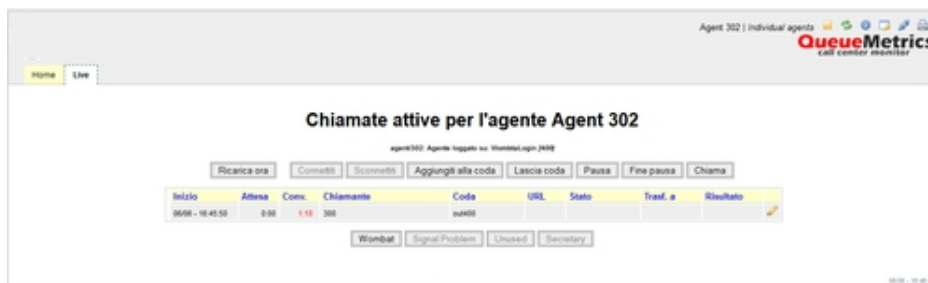 Agent 302 | Individual agents
QueueMetrics
call center monitor
Home Live
Chiamate attive per l'agente Agent 302
agent/302: Agente loggato su: WombatLogin [400]
Ricarica ora Connetti Sconnetti Aggiungiti alla coda Lascia coda Pausa Fine pausa Chiama
Inizio Attesa Conv. Chiamante Coda URL Stato Trasf. a Risultato
06/06 - 16:45:50 0:00 1:10 300 out400
Wombat Signal Problem Unused Secretary